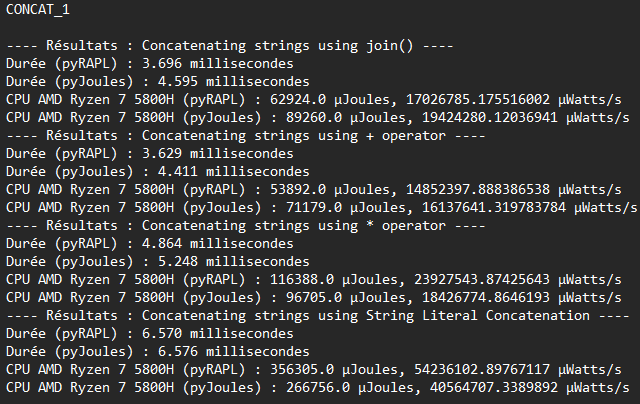 CONCAT_1
---- Résultats : Concatenating strings using join() ----
Durée (pyRAPL) : 3.696 millisecondes
Durée (pyJoules) : 4.595 millisecondes
CPU AMD Ryzen 7 5800H (pyRAPL) : 62924.0 µJoules, 17026785.175516002 µWatts/s
CPU AMD Ryzen 7 5800H (pyJoules) : 89260.0 µJoules, 19424280.12036941 µWatts/s
---- Résultats : Concatenating strings using + operator ----
Durée (pyRAPL) : 3.629 millisecondes
Durée (pyJoules) : 4.411 millisecondes
CPU AMD Ryzen 7 5800H (pyRAPL) : 53892.0 µJoules, 14852397.888386538 µWatts/s
CPU AMD Ryzen 7 5800H (pyJoules) : 71179.0 µJoules, 16137641.319783784 µWatts/s
---- Résultats : Concatenating strings using * operator ----
Durée (pyRAPL) : 4.864 millisecondes
Durée (pyJoules) : 5.248 millisecondes
CPU AMD Ryzen 7 5800H (pyRAPL) : 116388.0 µJoules, 23927543.87425643 µWatts/s
CPU AMD Ryzen 7 5800H (pyJoules) : 96705.0 µJoules, 18426774.8646193 µWatts/s
---- Résultats : Concatenating strings using String Literal Concatenation ----
Durée (pyRAPL) : 6.570 millisecondes
Durée (pyJoules) : 6.576 millisecondes
CPU AMD Ryzen 7 5800H (pyRAPL) : 356305.0 µJoules, 54236102.89767117 µWatts/s
CPU AMD Ryzen 7 5800H (pyJoules) : 266756.0 µJoules, 40564707.3389892 µWatts/s